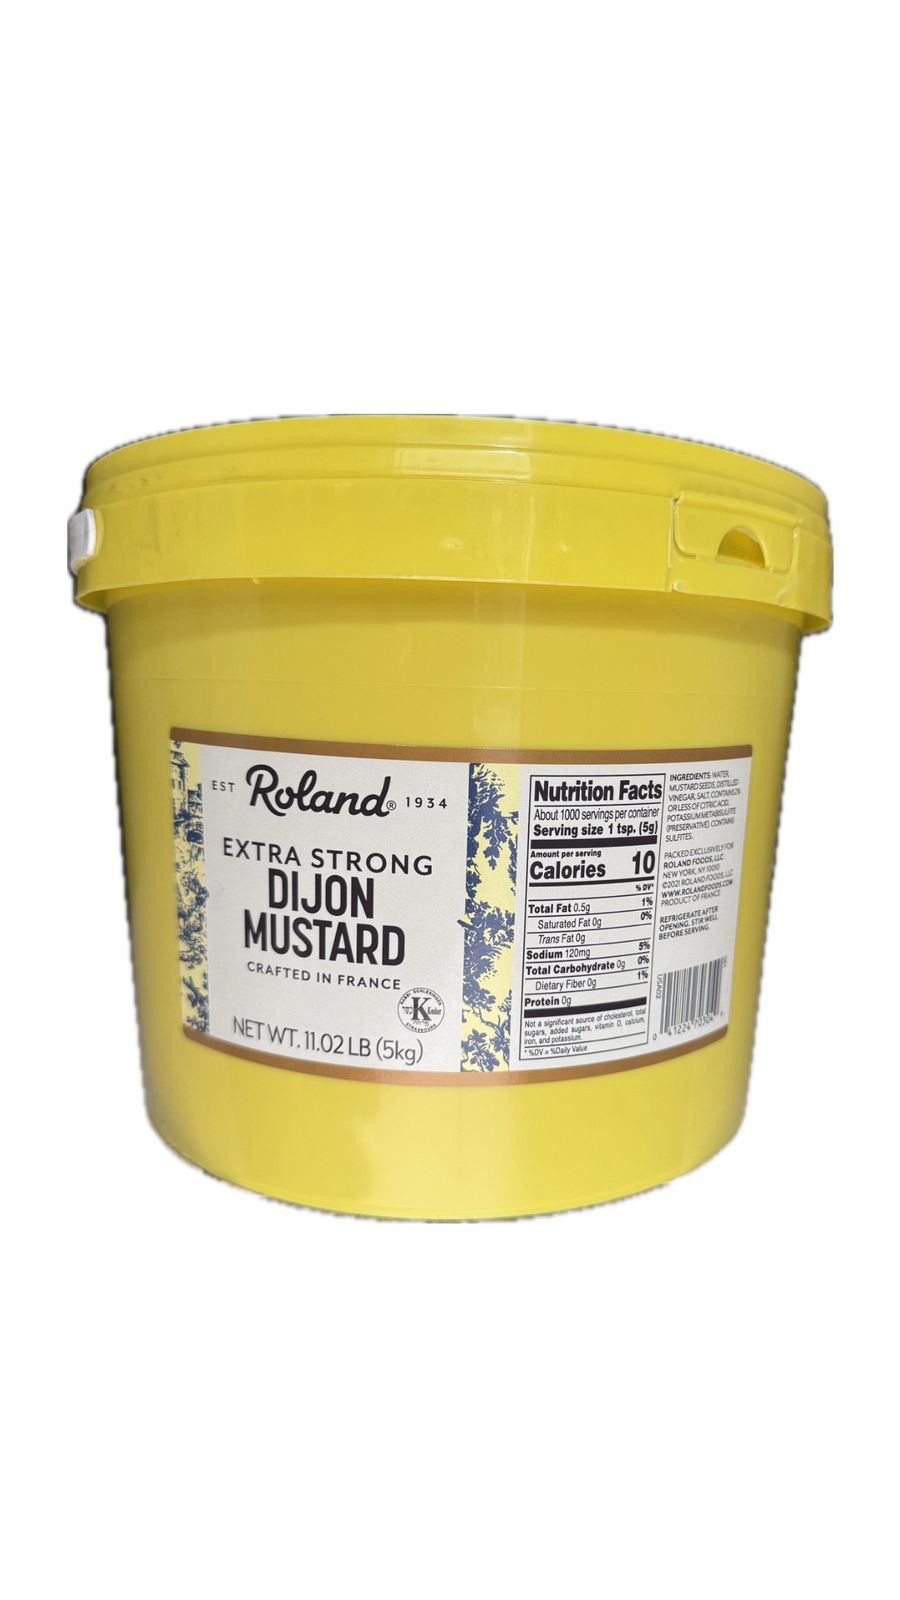 EST Roland® 1934
EXTRA STRONG
DIJON
MUSTARD
CRAFTED IN FRANCE
K Kosher
NET WT. 11.02 LB (5kg)
Nutrition Facts
About 1000 servings per container
Serving size 1 tsp. (5g)
Amount per serving
Calories 10
% DV*
Total Fat 0.5g 1%
Saturated Fat 0g 0%
Trans Fat 0g
Sodium 120mg 5%
Total Carbohydrate 0g 0%
Dietary Fiber 0g 1%
Protein 0g
Not a significant source of cholesterol, total
sugars, added sugars, vitamin D, calcium,
iron, and potassium.
* %DV = %Daily Value
INGREDIENTS: WATER,
MUSTARD SEEDS, DISTILLED
VINEGAR, SALT, CONTAINS 2%
OR LESS OF CITRIC ACID,
POTASSIUM METABISULFITE
(PRESERVATIVE). CONTAINS
SULFITES.
PACKED EXCLUSIVELY FOR
ROLAND FOODS, LLC
NEW YORK, NY 10010
©2021 ROLAND FOODS, LLC
WWW.ROLANDFOODS.COM
PRODUCT OF FRANCE
REFRIGERATE AFTER
OPENING. STIR WELL
BEFORE SERVING.
USA02
0 41224 70304